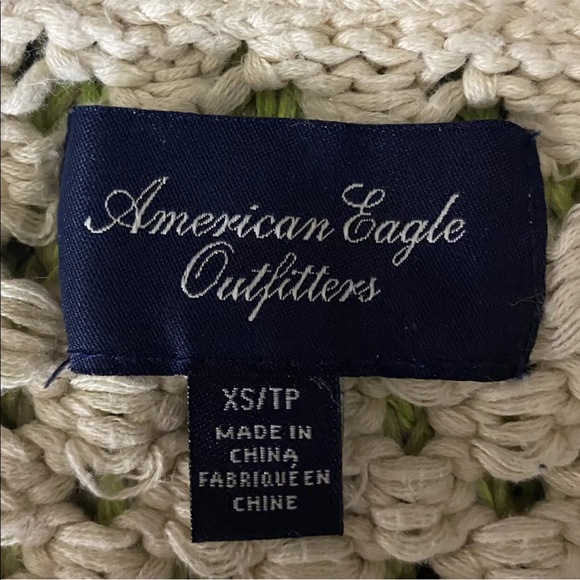 American Eagle
Outfitters
XS/TP
MADE IN
CHINA
FABRIQUÉ EN
CHINE